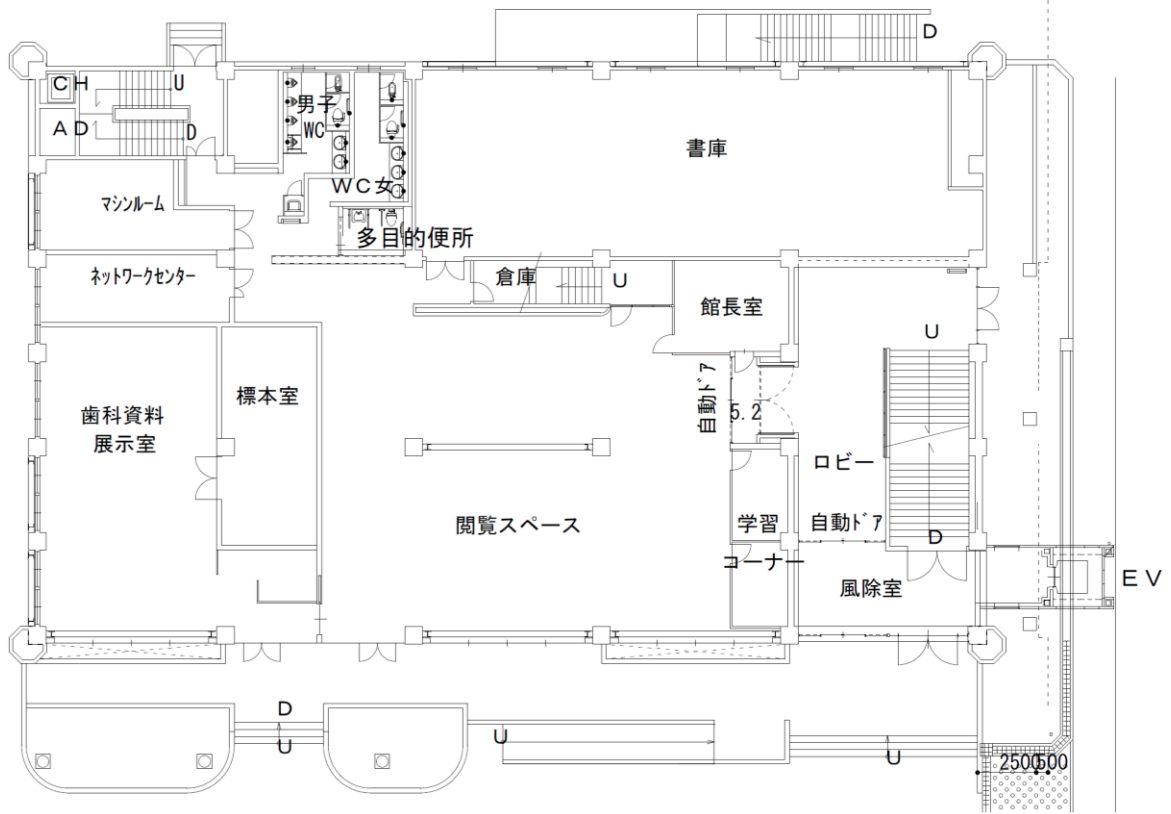 D
CH
U
AD
D
男子
WC
書庫
マシンルーム
WC女
多目的便所
ネットワークセンター
倉庫
U
館長室
U
自動ドア
5.2
標本室
歯科資料
展示室
ロビー
閲覧スペース
学習
コーナー
自動ドア
D
風除室
EV
D
U
U
U
2500
500